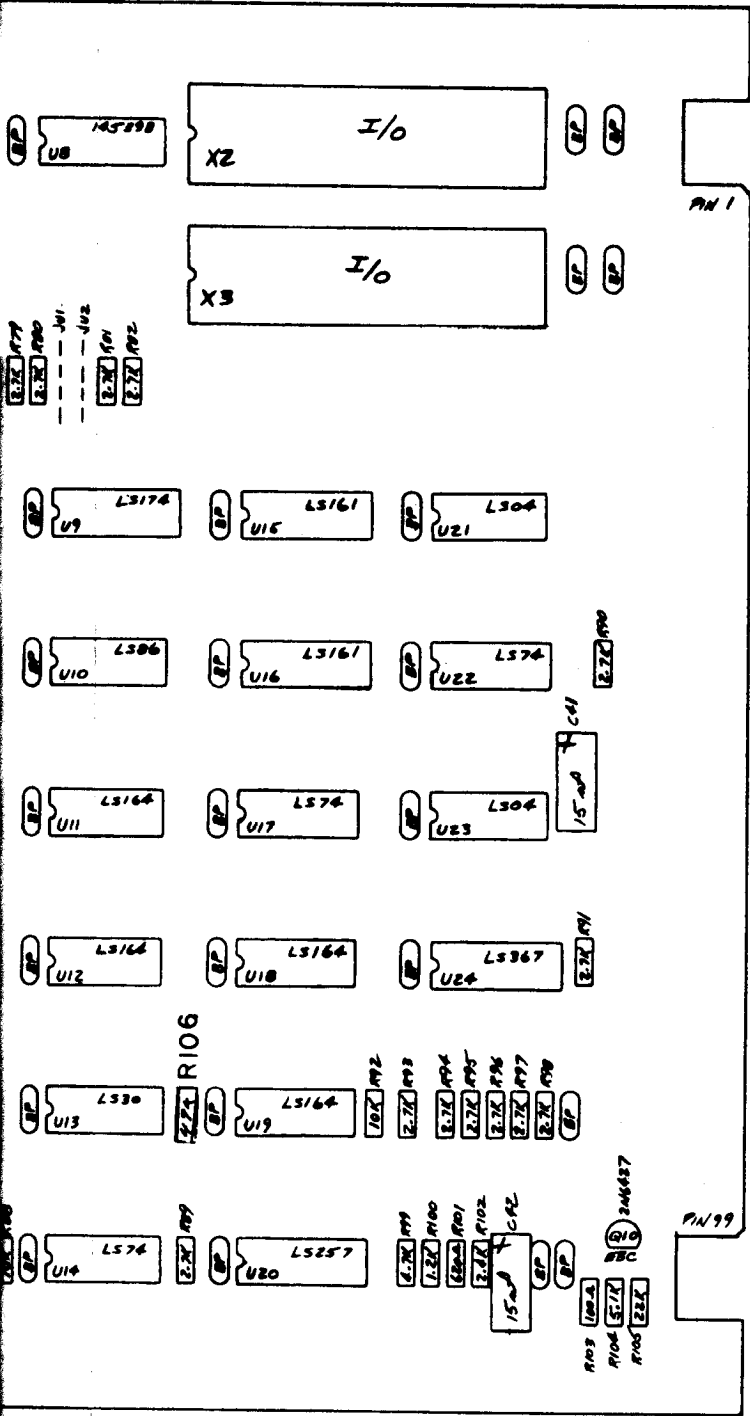 BP
145898
U8
I/O
X2
BP
BP
PIN 1
I/O
X3
BP
BP
2.7K R79
2.7K R80
JU1
JU2
2.7K R81
2.7K R82
BP
LS174
U9
BP
LS161
U15
BP
LS04
U21
BP
LS86
U10
BP
LS161
U16
BP
LS74
U22
2.7K R90
C41
+
BP
LS164
U11
BP
LS74
U17
BP
LS04
U23
BP
LS164
U12
BP
LS164
U18
BP
LS367
U24
2.7K R91
R106
BP
LS30
U13
BP
LS164
U19
10K R92
2.7K R93
2.7K R94
2.7K R95
2.7K R96
2.7K R97
2.7K R98
BP
BP
LS74
U14
2.7K R89
BP
LS257
U20
4.7K R99
1.2K R100
680Ω R101
R102
C42
+
BP
BP
Q10
EBC
PIN 99
R103
R104 5.1K
R105 22K